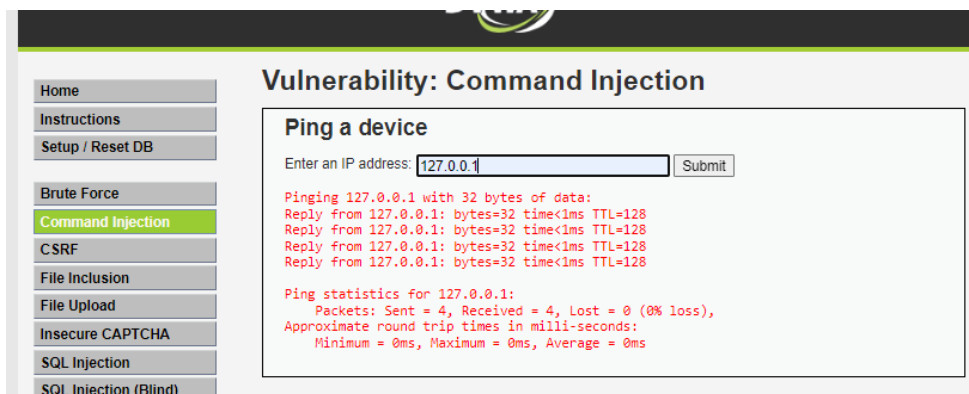 Vulnerability: Command Injection
Home
Instructions
Setup / Reset DB
Brute Force
Command Injection
CSRF
File Inclusion
File Upload
Insecure CAPTCHA
SQL Injection
SQL Injection (Blind)
Ping a device
Enter an IP address: 127.0.0.1 Submit
Pinging 127.0.0.1 with 32 bytes of data:
Reply from 127.0.0.1: bytes=32 time<1ms TTL=128
Reply from 127.0.0.1: bytes=32 time<1ms TTL=128
Reply from 127.0.0.1: bytes=32 time<1ms TTL=128
Reply from 127.0.0.1: bytes=32 time<1ms TTL=128
Ping statistics for 127.0.0.1:
Packets: Sent = 4, Received = 4, Lost = 0 (0% loss),
Approximate round trip times in milli-seconds:
Minimum = 0ms, Maximum = 0ms, Average = 0ms